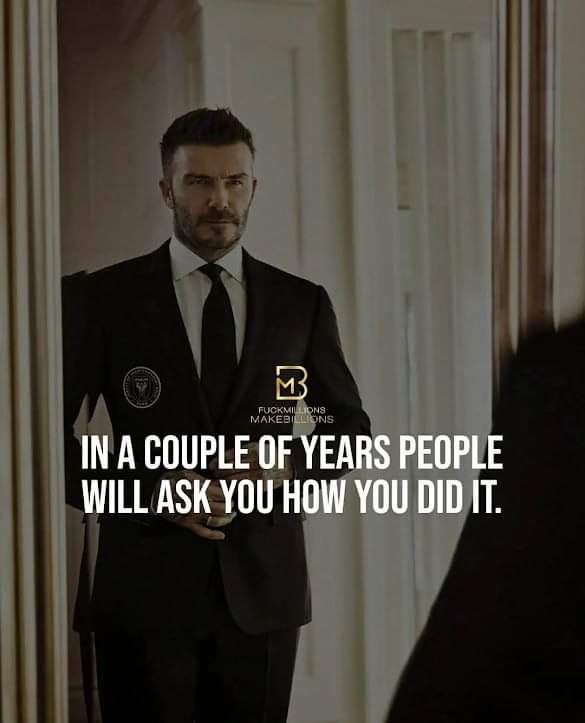 FUCKMILLIONS
MAKEBILLIONS
IN A COUPLE OF YEARS PEOPLE
WILL ASK YOU HOW YOU DID IT.